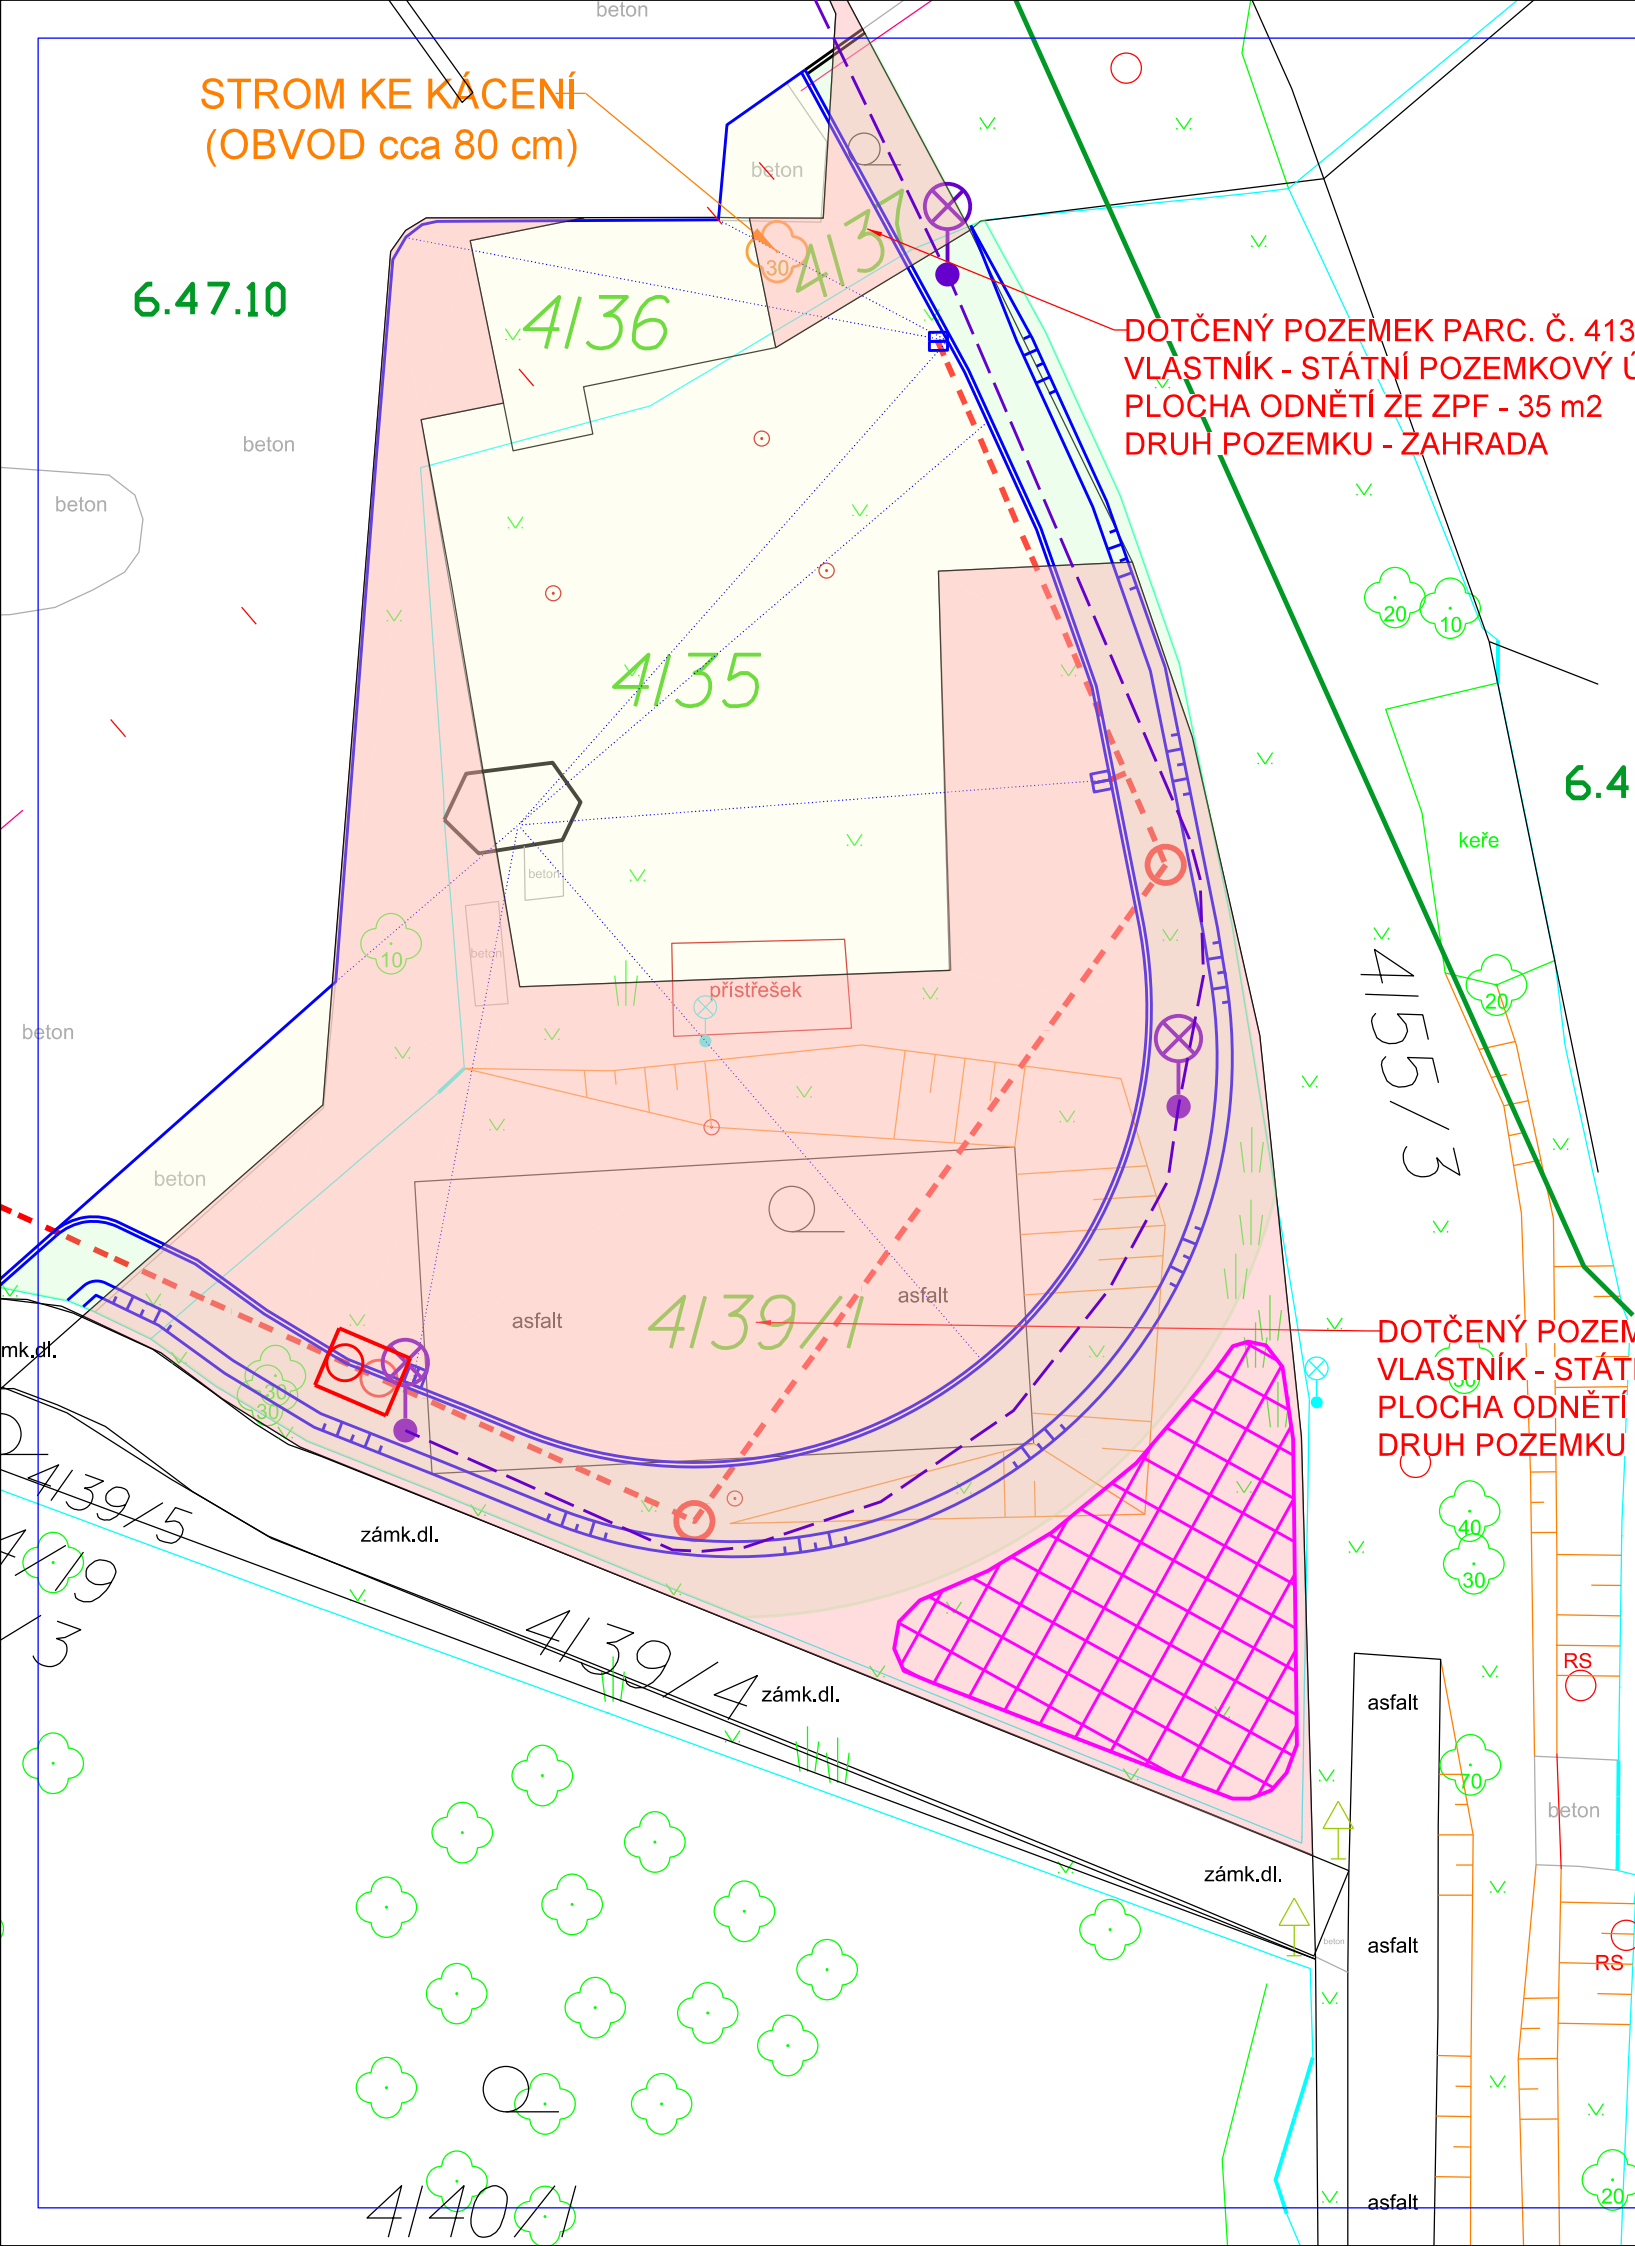 beton
STROM KE KÁCENÍ
(OBVOD cca 80 cm)
beton
4137
30
6.47.10
4136
DOTČENÝ POZEMEK PARC. Č. 413
VLASTNÍK - STÁTNÍ POZEMKOVÝ Ú
PLOCHA ODNĚTÍ ZE ZPF - 35 m2
DRUH POZEMKU - ZAHRADA
beton
beton
20
10
4135
6.4
keře
beton
10
beton
přístřešek
20
beton
4155/3
beton
asfalt
4139/1
asfalt
DOTČENÝ POZEM
VLASTNÍK - STÁT
PLOCHA ODNĚTÍ
DRUH POZEMKU
mk.dl.
30
30
4139/5
zámk.dl.
40
30
4139/4
zámk.dl.
RS
asfalt
70
beton
zámk.dl.
beton
asfalt
RS
4140/1
asfalt
20